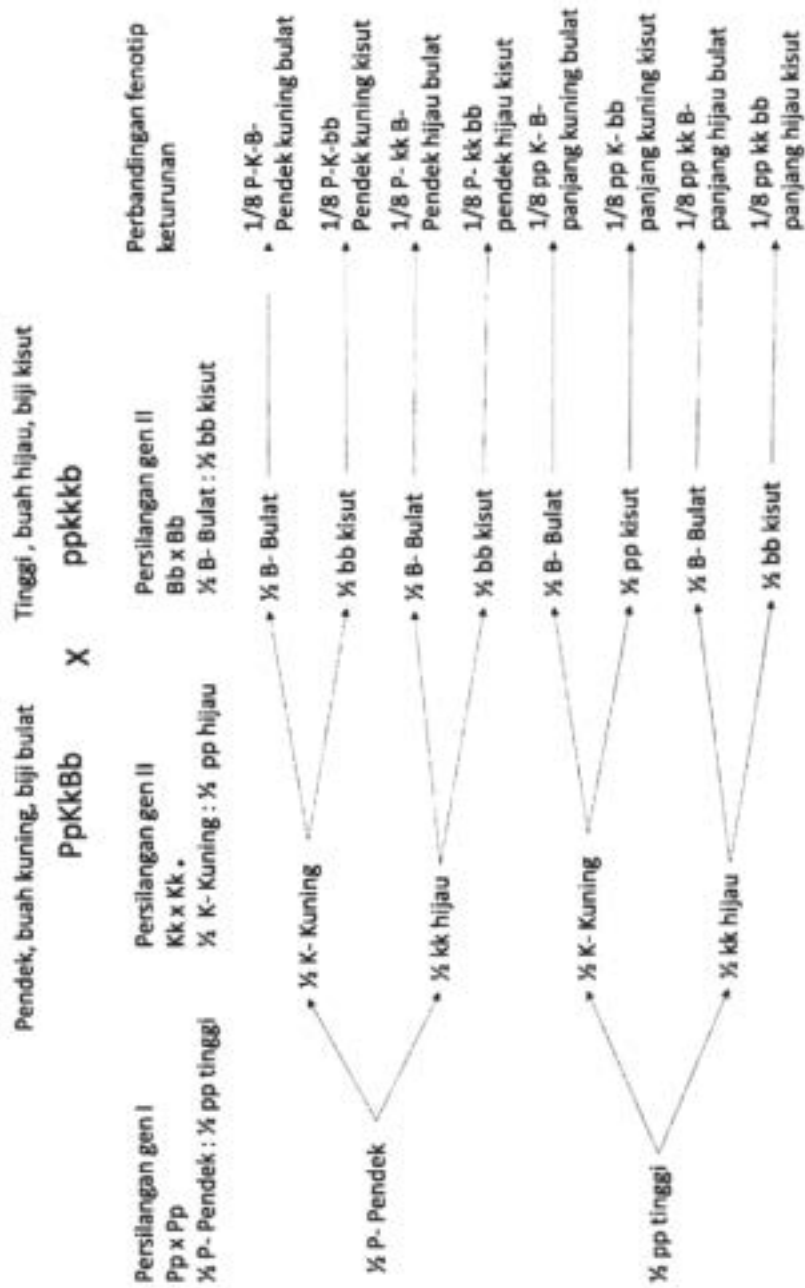 Pendek, buah kuning, biji bulat
Tinggi , buah hijau, biji kisut
PpKkBb
X
ppkkkb
Persilangan gen I
Pp x Pp
½ P- Pendek : ½ pp tinggi
Persilangan gen II
Kk x Kk .
½ K- Kuning : ½ pp hijau
Persilangan gen II
Bb x Bb
½ B- Bulat : ½ bb kisut
Perbandingan fenotip
keturunan
½ P- Pendek
½ K- Kuning
½ B- Bulat
1/8 P-K-B-
Pendek kuning bulat
½ bb kisut
1/8 P-K-bb
Pendek kuning kisut
½ kk hijau
½ B- Bulat
1/8 P- kk B-
Pendek hijau bulat
½ bb kisut
1/8 P- kk bb
pendek hijau kisut
½ pp tinggi
½ K- Kuning
½ B- Bulat
1/8 pp K- B-
panjang kuning bulat
½ pp kisut
1/8 pp K- bb
panjang kuning kisut
½ kk hijau
½ B- Bulat
1/8 pp kk B-
panjang hijau bulat
½ bb kisut
1/8 pp kk bb
panjang hijau kisut